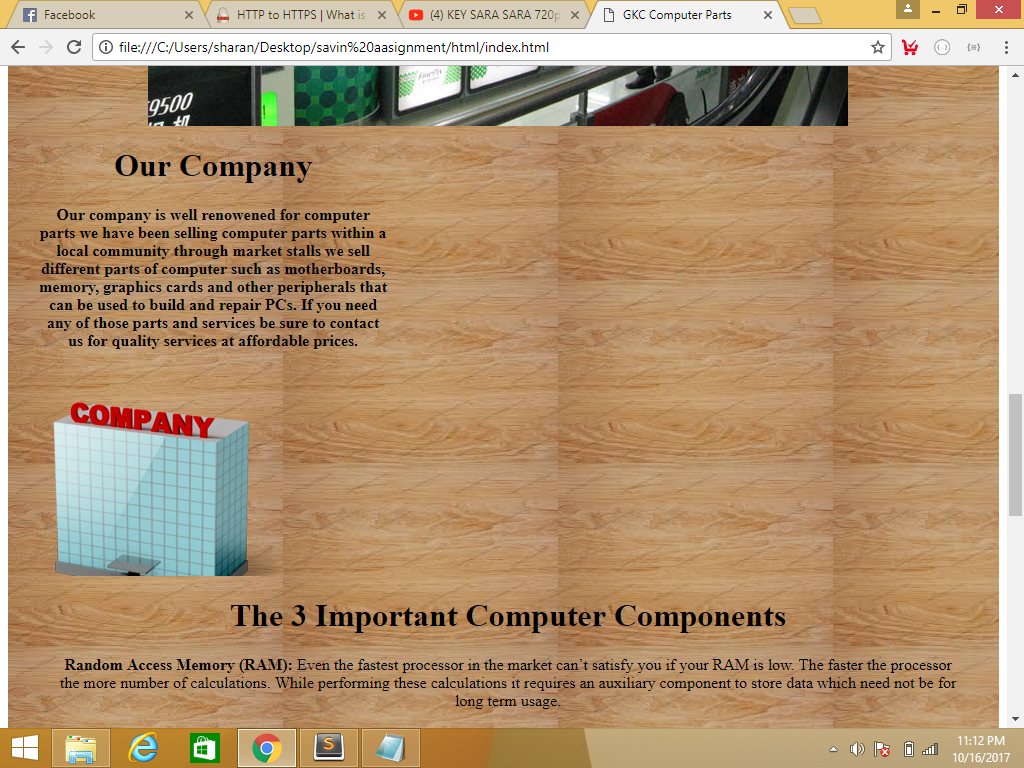 Facebook
HTTP to HTTPS | What is
(4) KEY SARA SARA 720p
GKC Computer Parts
file:///C:/Users/sharan/Desktop/savin%20aasignment/html/index.html
9500
Our Company
Our company is well renowened for computer
parts we have been selling computer parts within a
local community through market stalls we sell
different parts of computer such as motherboards,
memory, graphics cards and other peripherals that
can be used to build and repair PCs. If you need
any of those parts and services be sure to contact
us for quality services at affordable prices.
COMPANY
The 3 Important Computer Components
Random Access Memory (RAM): Even the fastest processor in the market can’t satisfy you if your RAM is low. The faster the processor
the more number of calculations. While performing these calculations it requires an auxiliary component to store data which need not be for
long term usage.
11:12 PM
10/16/2017